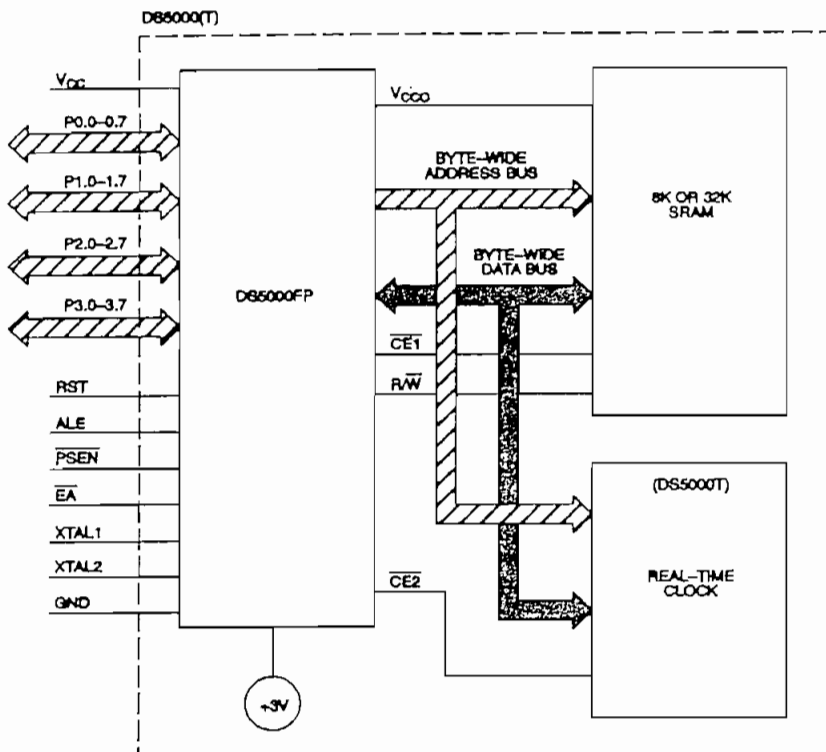 DS5000(T)
VCC
P0.0–0.7
P1.0–1.7
P2.0–2.7
P3.0–3.7
RST
ALE
PSEN
EA
XTAL1
XTAL2
GND
DS5000FP
+3V
VCCO
BYTE–WIDE
ADDRESS BUS
BYTE–WIDE
DATA BUS
CE1
R/W
CE2
8K OR 32K
SRAM
(DS5000T)
REAL–TIME
CLOCK